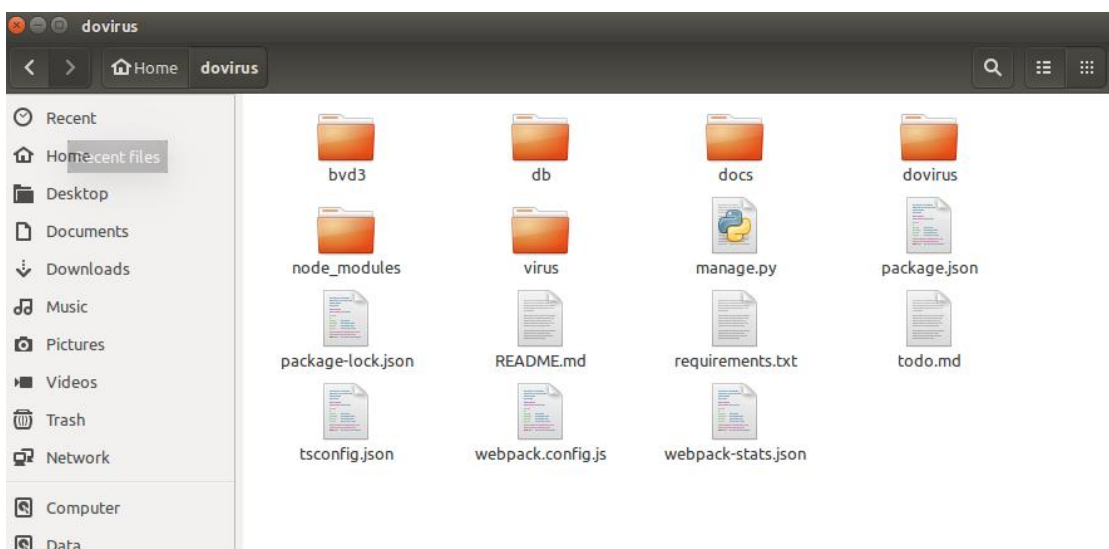 dovirus
Home dovirus
Recent
Home
recent files
Desktop
Documents
Downloads
Music
Pictures
Videos
Trash
Network
Computer
Data
bvd3 db docs dovirus
node_modules virus manage.py package.json
package-lock.json README.md requirements.txt todo.md
tsconfig.json webpack.config.js webpack-stats.json